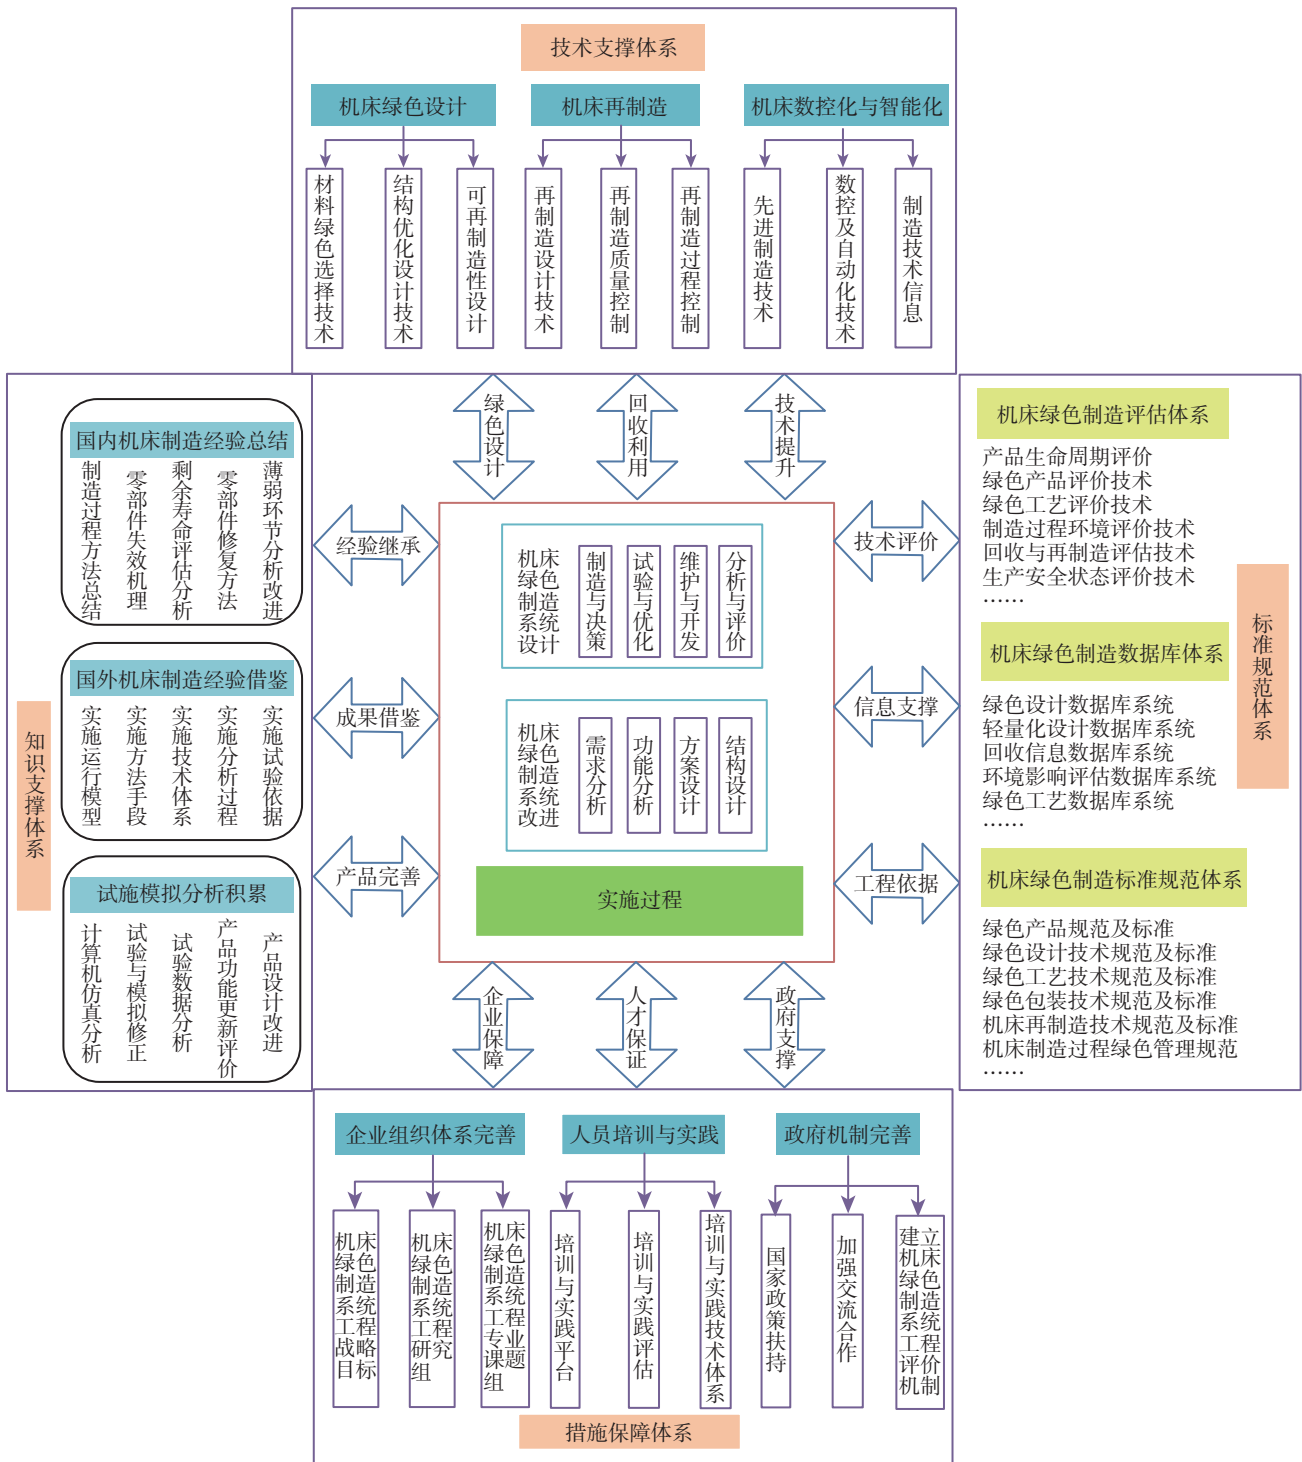 技术支撑体系
机床绿色设计
机床再制造
机床数控化与智能化
材料绿色选择技术
结构优化设计技术
可再制造性设计
再制造设计技术
再制造质量控制
再制造过程控制
先进制造技术
数控及自动化技术
制造技术信息
绿色设计
回收利用
技术提升
知识支撑体系
国内机床制造经验总结
制造过程方法总结
零部件失效机理
剩余寿命评估分析
零部件修复方法
薄弱环节分析改进
国外机床制造经验借鉴
实施运行模型
实施方法手段
实施技术体系
实施分析过程
实施试验依据
试施模拟分析积累
计算机仿真分析
试验与模拟修正
试验数据分析
产品功能更新评价
产品设计改进
经验继承
成果借鉴
产品完善
机床
绿色
制造
系统
设计
制造与决策
试验与优化
维护与开发
分析与评价
机床
绿色
制造
系统
改进
需求分析
功能分析
方案设计
结构设计
实施过程
技术评价
信息支撑
工程依据
机床绿色制造评估体系
产品生命周期评价
绿色产品评价技术
绿色工艺评价技术
制造过程环境评价技术
回收与再制造评估技术
生产安全状态评价技术
……
机床绿色制造数据库体系
绿色设计数据库系统
轻量化设计数据库系统
回收信息数据库系统
环境影响评估数据库系统
绿色工艺数据库系统
……
机床绿色制造标准规范体系
绿色产品规范及标准
绿色设计技术规范及标准
绿色工艺技术规范及标准
绿色包装技术规范及标准
机床再制造技术规范及标准
机床制造过程绿色管理规范
……
标准规范体系
企业保障
人才保证
政府支撑
企业组织体系完善
人员培训与实践
政府机制完善
机床
绿色
制造
系统
工程
战略
目标
机床
绿色
制造
系统
工程
研究
组
机床
绿色
制造
系统
工程
专业
课题
组
培训与实践平台
培训与实践评估
培训与实践技术体系
国家政策扶持
加强交流合作
建立
机床
绿色
制造
系统
工程
评价
机制
措施保障体系